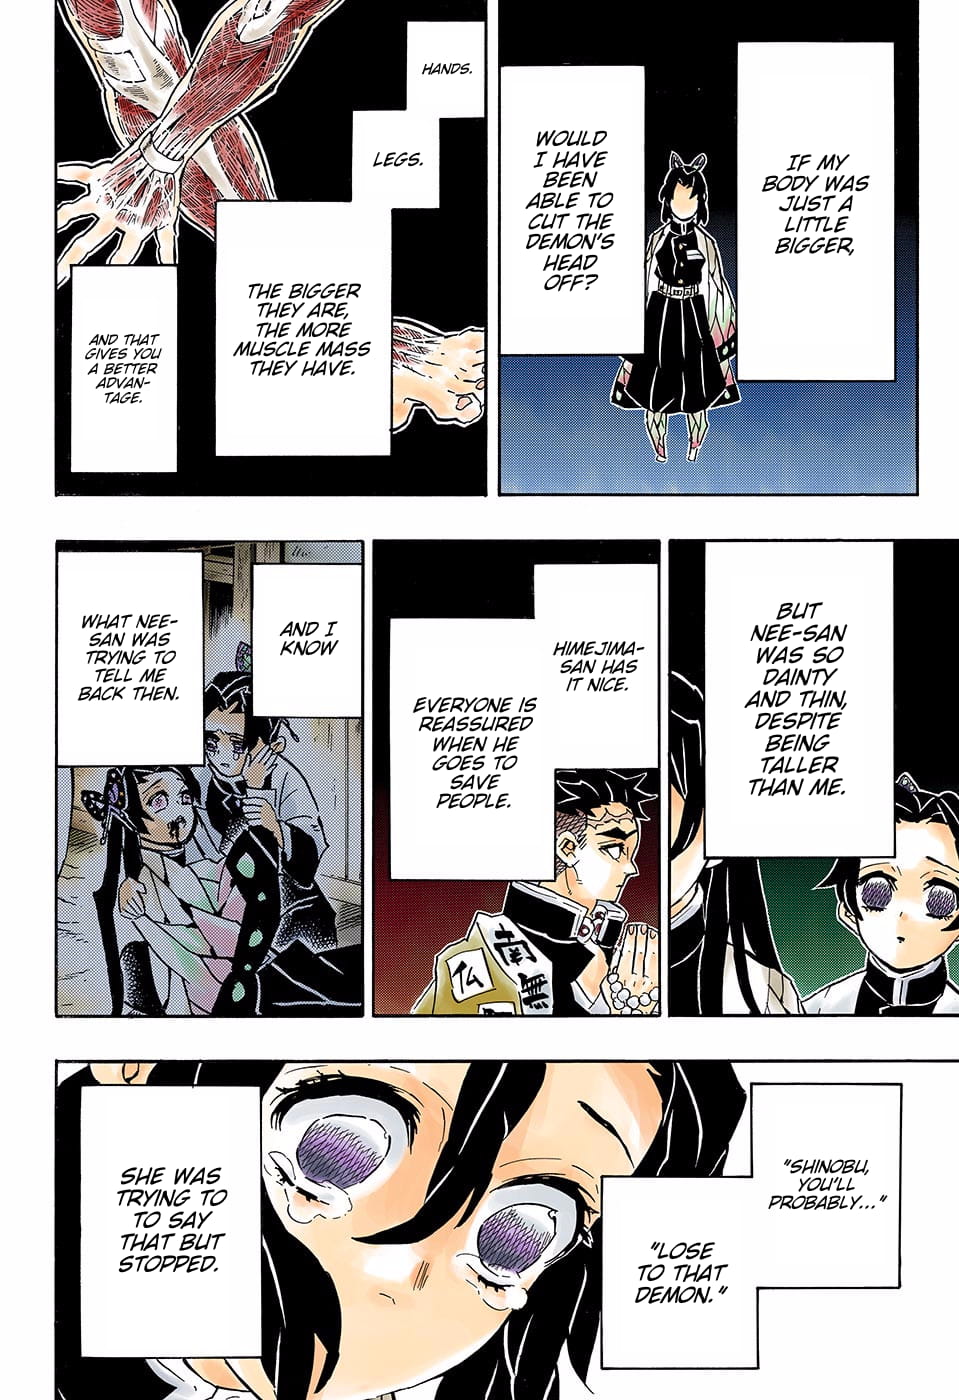 IF MY
BODY WAS
JUST A
LITTLE
BIGGER,
WOULD
I HAVE
BEEN
ABLE TO
CUT THE
DEMON'S
HEAD
OFF?
HANDS.
LEGS.
THE BIGGER
THEY ARE,
THE MORE
MUSCLE MASS
THEY HAVE.
AND THAT
GIVES YOU
A BETTER
ADVAN-
TAGE.
BUT
NEE-SAN
WAS SO
DAINTY
AND THIN,
DESPITE
BEING
TALLER
THAN ME.
HIMEJIMA-
SAN HAS
IT NICE.
EVERYONE IS
REASSURED
WHEN HE
GOES TO
SAVE
PEOPLE.
南無
仏
AND I
KNOW
WHAT NEE-
SAN WAS
TRYING TO
TELL ME
BACK THEN.
"SHINOBU,
YOU'LL
PROBABLY..."
"LOSE
TO THAT
DEMON."
SHE WAS
TRYING TO
TO SAY
THAT BUT
STOPPED.